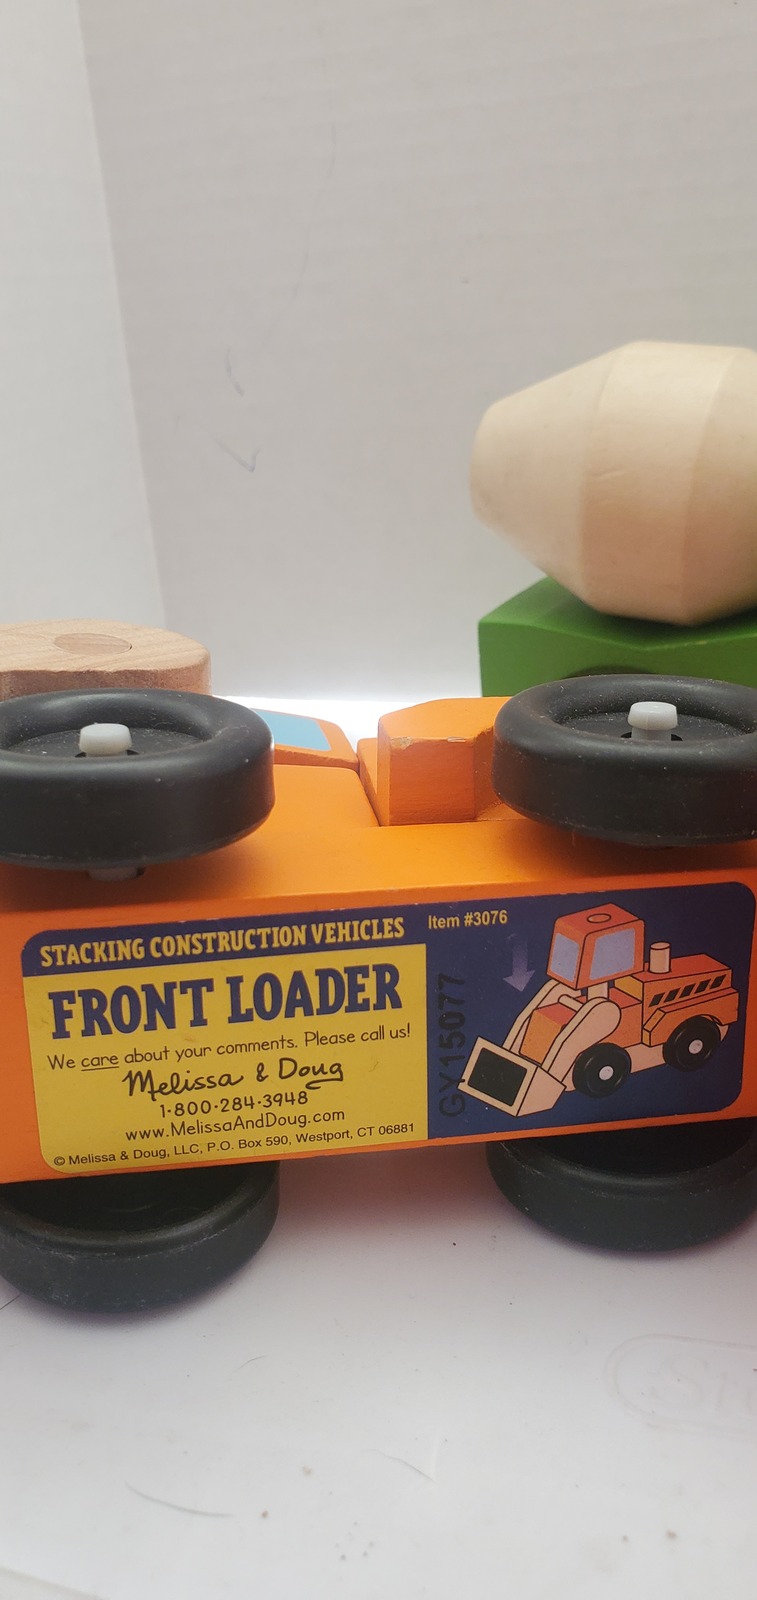 STACKING CONSTRUCTION VEHICLES
FRONT LOADER
We care about your comments. Please call us!
Melissa & Doug
1-800-284-3948
www.MelissaAndDoug.com
© Melissa & Doug, LLC, P.O. Box 590, Westport, CT 06881
Item #3076
GY15077